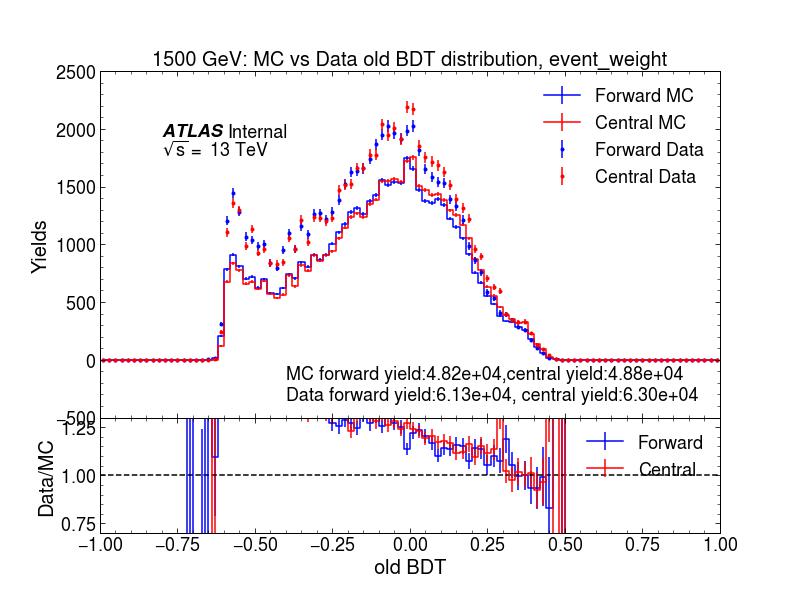 1500 GeV: MC vs Data old BDT distribution, event_weight
2500
2000
1500
1000
500
0
−500
Yields
ATLAS Internal
√s = 13 TeV
Forward MC
Central MC
Forward Data
Central Data
MC forward yield:4.82e+04,central yield:4.88e+04
Data forward yield:6.13e+04, central yield:6.30e+04
1.25
1.00
0.75
Data/MC
Forward
Central
−1.00 −0.75 −0.50 −0.25 0.00 0.25 0.50 0.75 1.00
old BDT